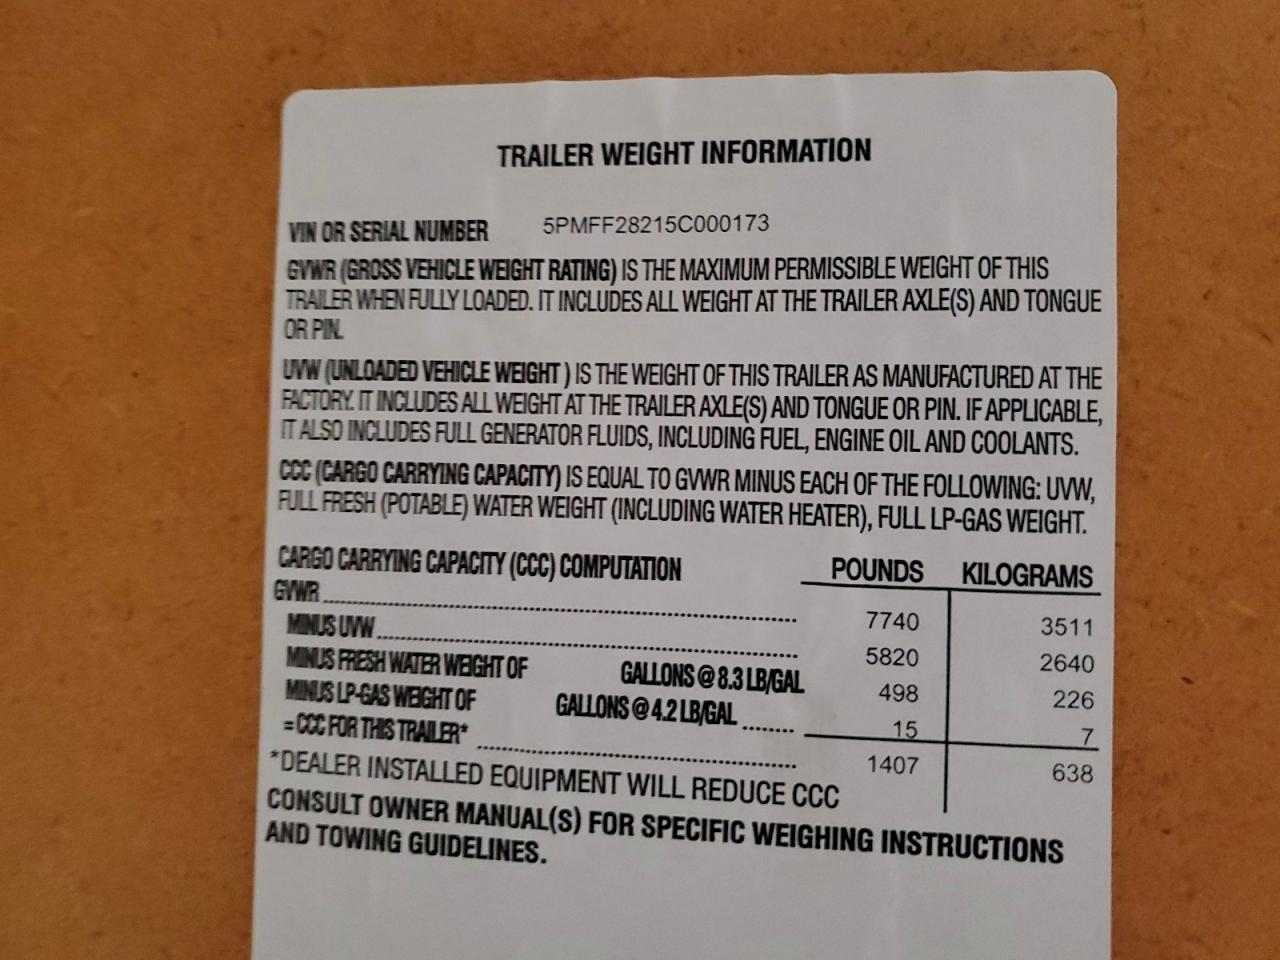 TRAILER WEIGHT INFORMATION
VIN OR SERIAL NUMBER 5PMFF28215C000173
GVWR (GROSS VEHICLE WEIGHT RATING) IS THE MAXIMUM PERMISSIBLE WEIGHT OF THIS
TRAILER WHEN FULLY LOADED. IT INCLUDES ALL WEIGHT AT THE TRAILER AXLE(S) AND TONGUE
OR PIN.
UVW (UNLOADED VEHICLE WEIGHT ) IS THE WEIGHT OF THIS TRAILER AS MANUFACTURED AT THE
FACTORY. IT INCLUDES ALL WEIGHT AT THE TRAILER AXLE(S) AND TONGUE OR PIN. IF APPLICABLE,
IT ALSO INCLUDES FULL GENERATOR FLUIDS, INCLUDING FUEL, ENGINE OIL AND COOLANTS.
CCC (CARGO CARRYING CAPACITY) IS EQUAL TO GVWR MINUS EACH OF THE FOLLOWING: UVW,
FULL FRESH (POTABLE) WATER WEIGHT (INCLUDING WATER HEATER), FULL LP-GAS WEIGHT.
CARGO CARRYING CAPACITY (CCC) COMPUTATION POUNDS KILOGRAMS
GVWR 7740 3511
MINUS UVW 5820 2640
MINUS FRESH WATER WEIGHT OF GALLONS @ 8.3 LB/GAL 498 226
MINUS LP-GAS WEIGHT OF GALLONS @ 4.2 LB/GAL 15 7
= CCC FOR THIS TRAILER* 1407 638
*DEALER INSTALLED EQUIPMENT WILL REDUCE CCC
CONSULT OWNER MANUAL(S) FOR SPECIFIC WEIGHING INSTRUCTIONS
AND TOWING GUIDELINES.